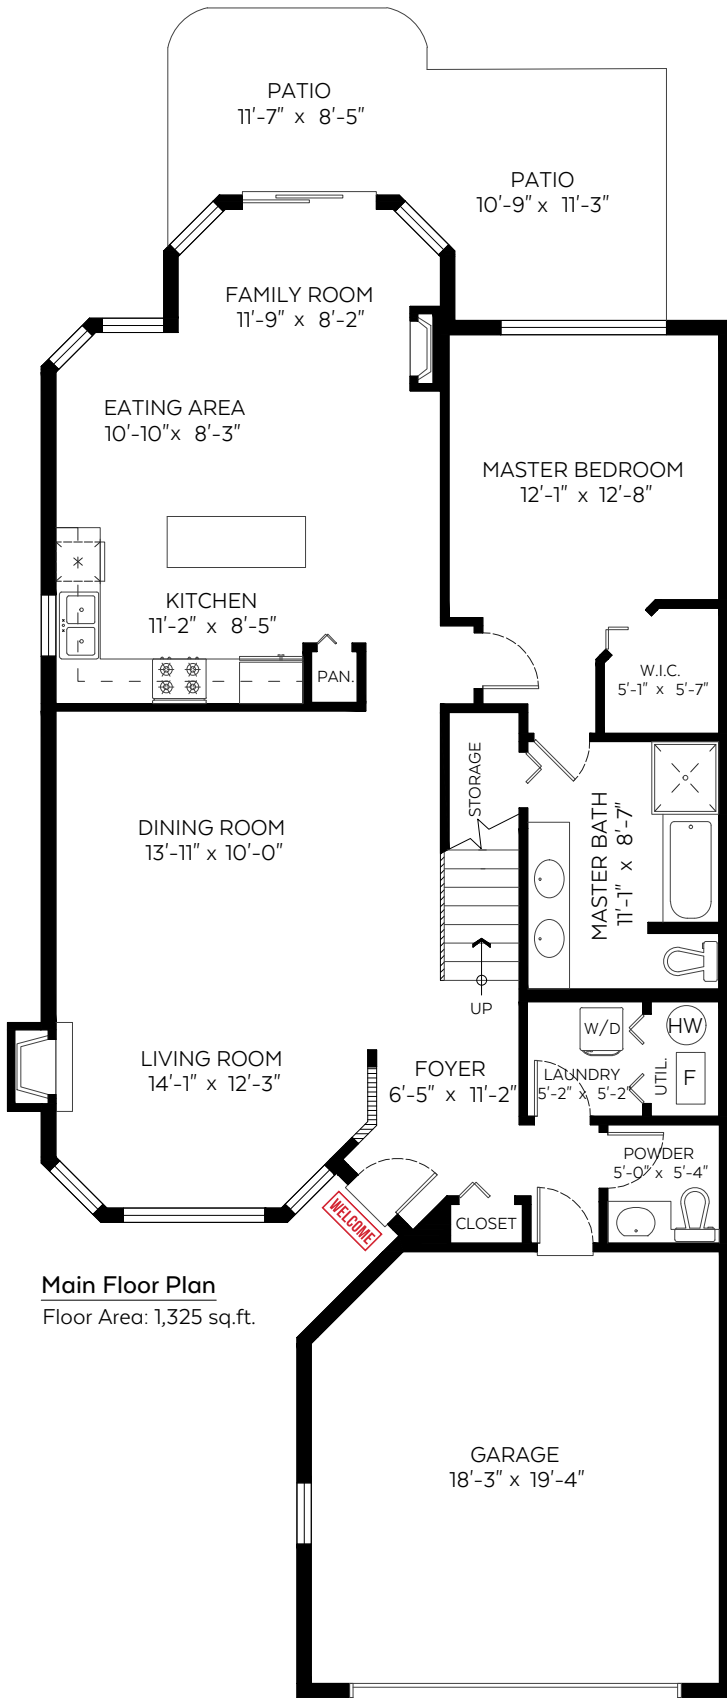 PATIO
11'-7" x 8'-5"
PATIO
10'-9" x 11'-3"
FAMILY ROOM
11'-9" x 8'-2"
EATING AREA
10'-10"x 8'-3"
MASTER BEDROOM
12'-1" x 12'-8"
KITCHEN
11'-2" x 8'-5"
PAN.
W.I.C.
5'-1" x 5'-7"
STORAGE
MASTER BATH
11'-1" x 8'-7"
DINING ROOM
13'-11" x 10'-0"
UP
LIVING ROOM
14'-1" x 12'-3"
FOYER
6'-5" x 11'-2"
W/D
HW
LAUNDRY
5'-2" x 5'-2"
UTIL.
F
POWDER
5'-0" x 5'-4"
WELCOME
CLOSET
Main Floor Plan
Floor Area: 1,325 sq.ft.
GARAGE
18'-3" x 19'-4"